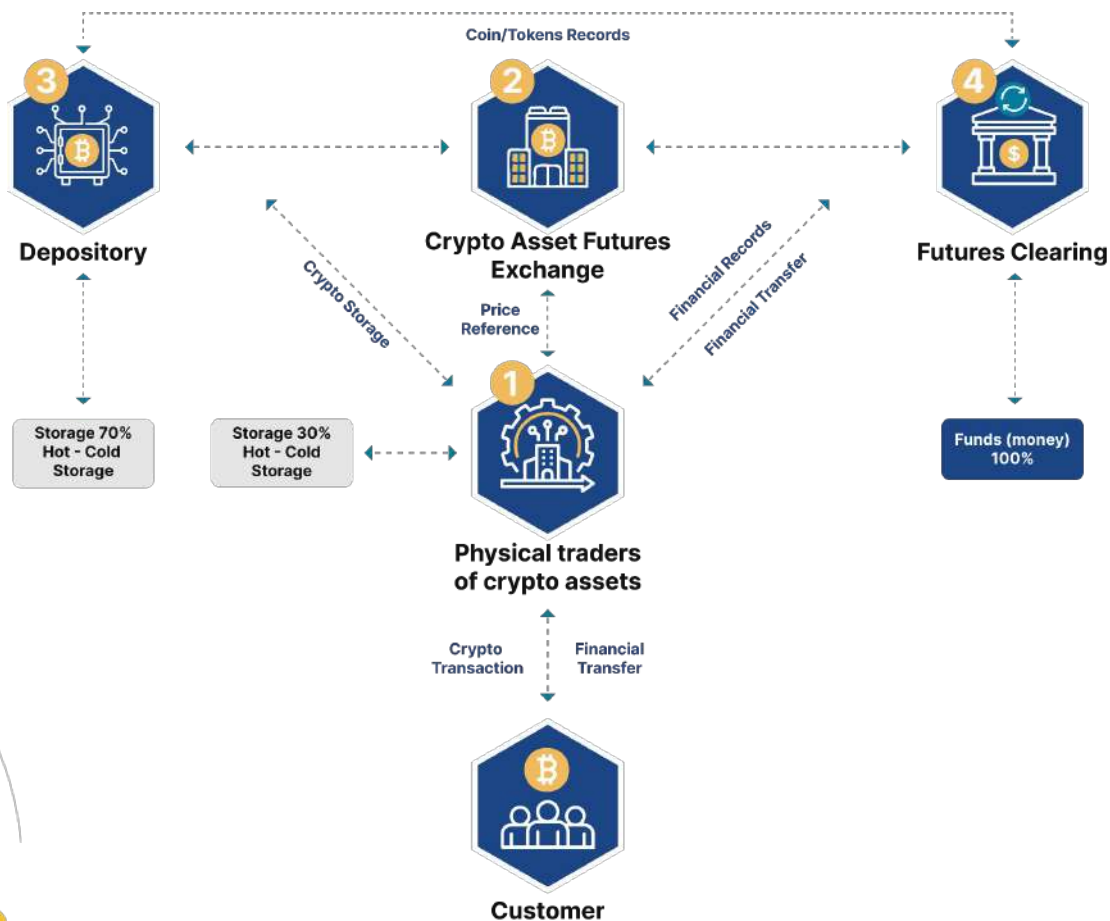 Coin/Tokens Records
3
2
4
Depository
Crypto Asset Futures
Exchange
Futures Clearing
Crypto Storage
Price
Reference
Financial Records
Financial Transfer
1
Storage 70%
Hot - Cold
Storage
Storage 30%
Hot - Cold
Storage
Funds (money)
100%
Physical traders
of crypto assets
Crypto
Transaction
Financial
Transfer
Customer